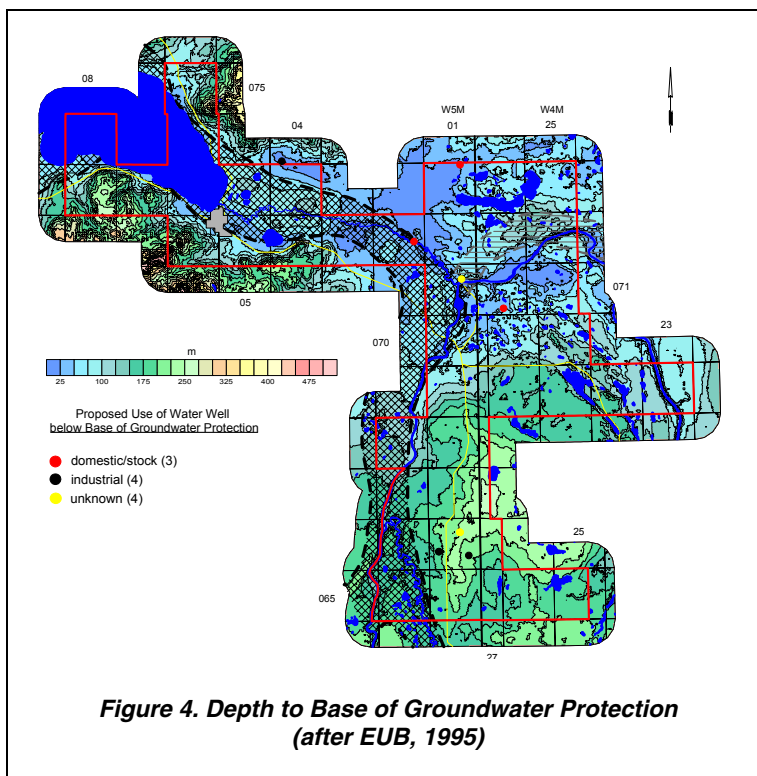 08
075
04
W5M
W4M
01
25
05
071
070
23
m
25 100 175 250 325 400 475
Proposed Use of Water Well
below Base of Groundwater Protection
domestic/stock (3)
industrial (4)
unknown (4)
25
065
27
Figure 4. Depth to Base of Groundwater Protection
(after EUB, 1995)